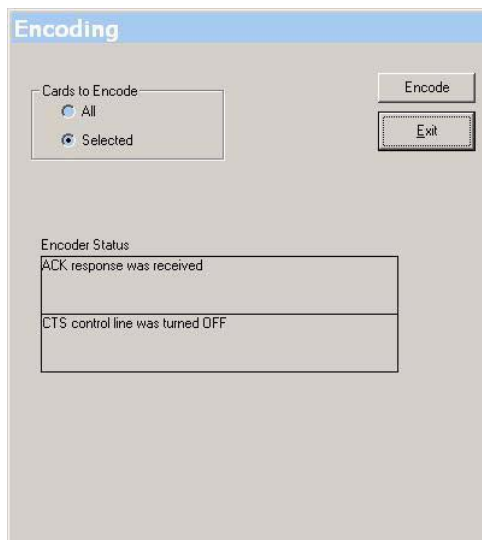 Encoding
Cards to Encode
All
Selected
Encode
Exit
Encoder Status
ACK response was received
CTS control line was turned OFF